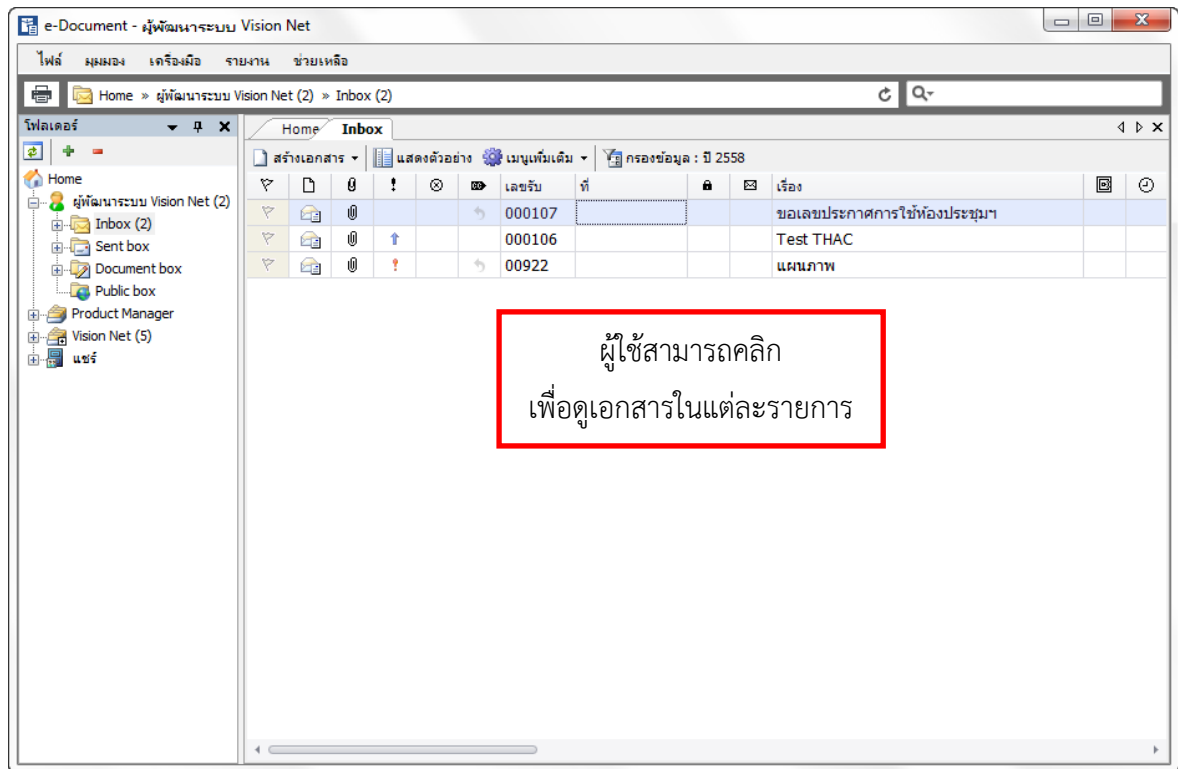 e-Document - ผู้พัฒนาระบบ Vision Net
ไฟล์ มุมมอง เครื่องมือ รายงาน ช่วยเหลือ
Home » ผู้พัฒนาระบบ Vision Net (2) » Inbox (2)
โฟลเดอร์
Home Inbox
สร้างเอกสาร แสดงตัวอย่าง เมนูเพิ่มเติม กรองข้อมูล : ปี 2558
Home
ผู้พัฒนาระบบ Vision Net (2)
Inbox (2)
Sent box
Document box
Public box
Product Manager
Vision Net (5)
แชร์
เลขรับ ที่ เรื่อง
000107 ขอเลขประกาศการใช้ห้องประชุมฯ
000106 Test THAC
00922 แผนภาพ
ผู้ใช้สามารถคลิก
เพื่อดูเอกสารในแต่ละรายการ